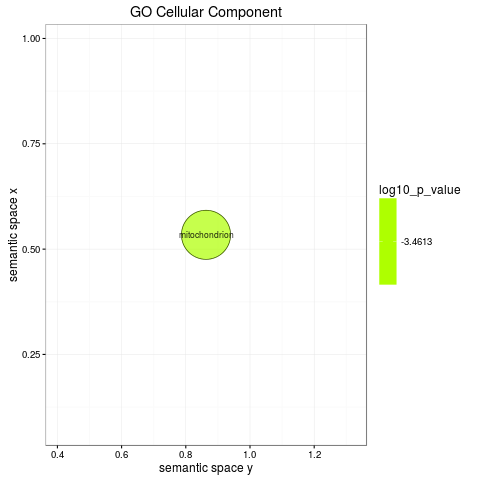 GO Cellular Component
1.00
0.75
0.50
0.25
semantic space x
mitochondrion
0.4
0.6
0.8
1.0
1.2
semantic space y
log10_p_value
-3.4613